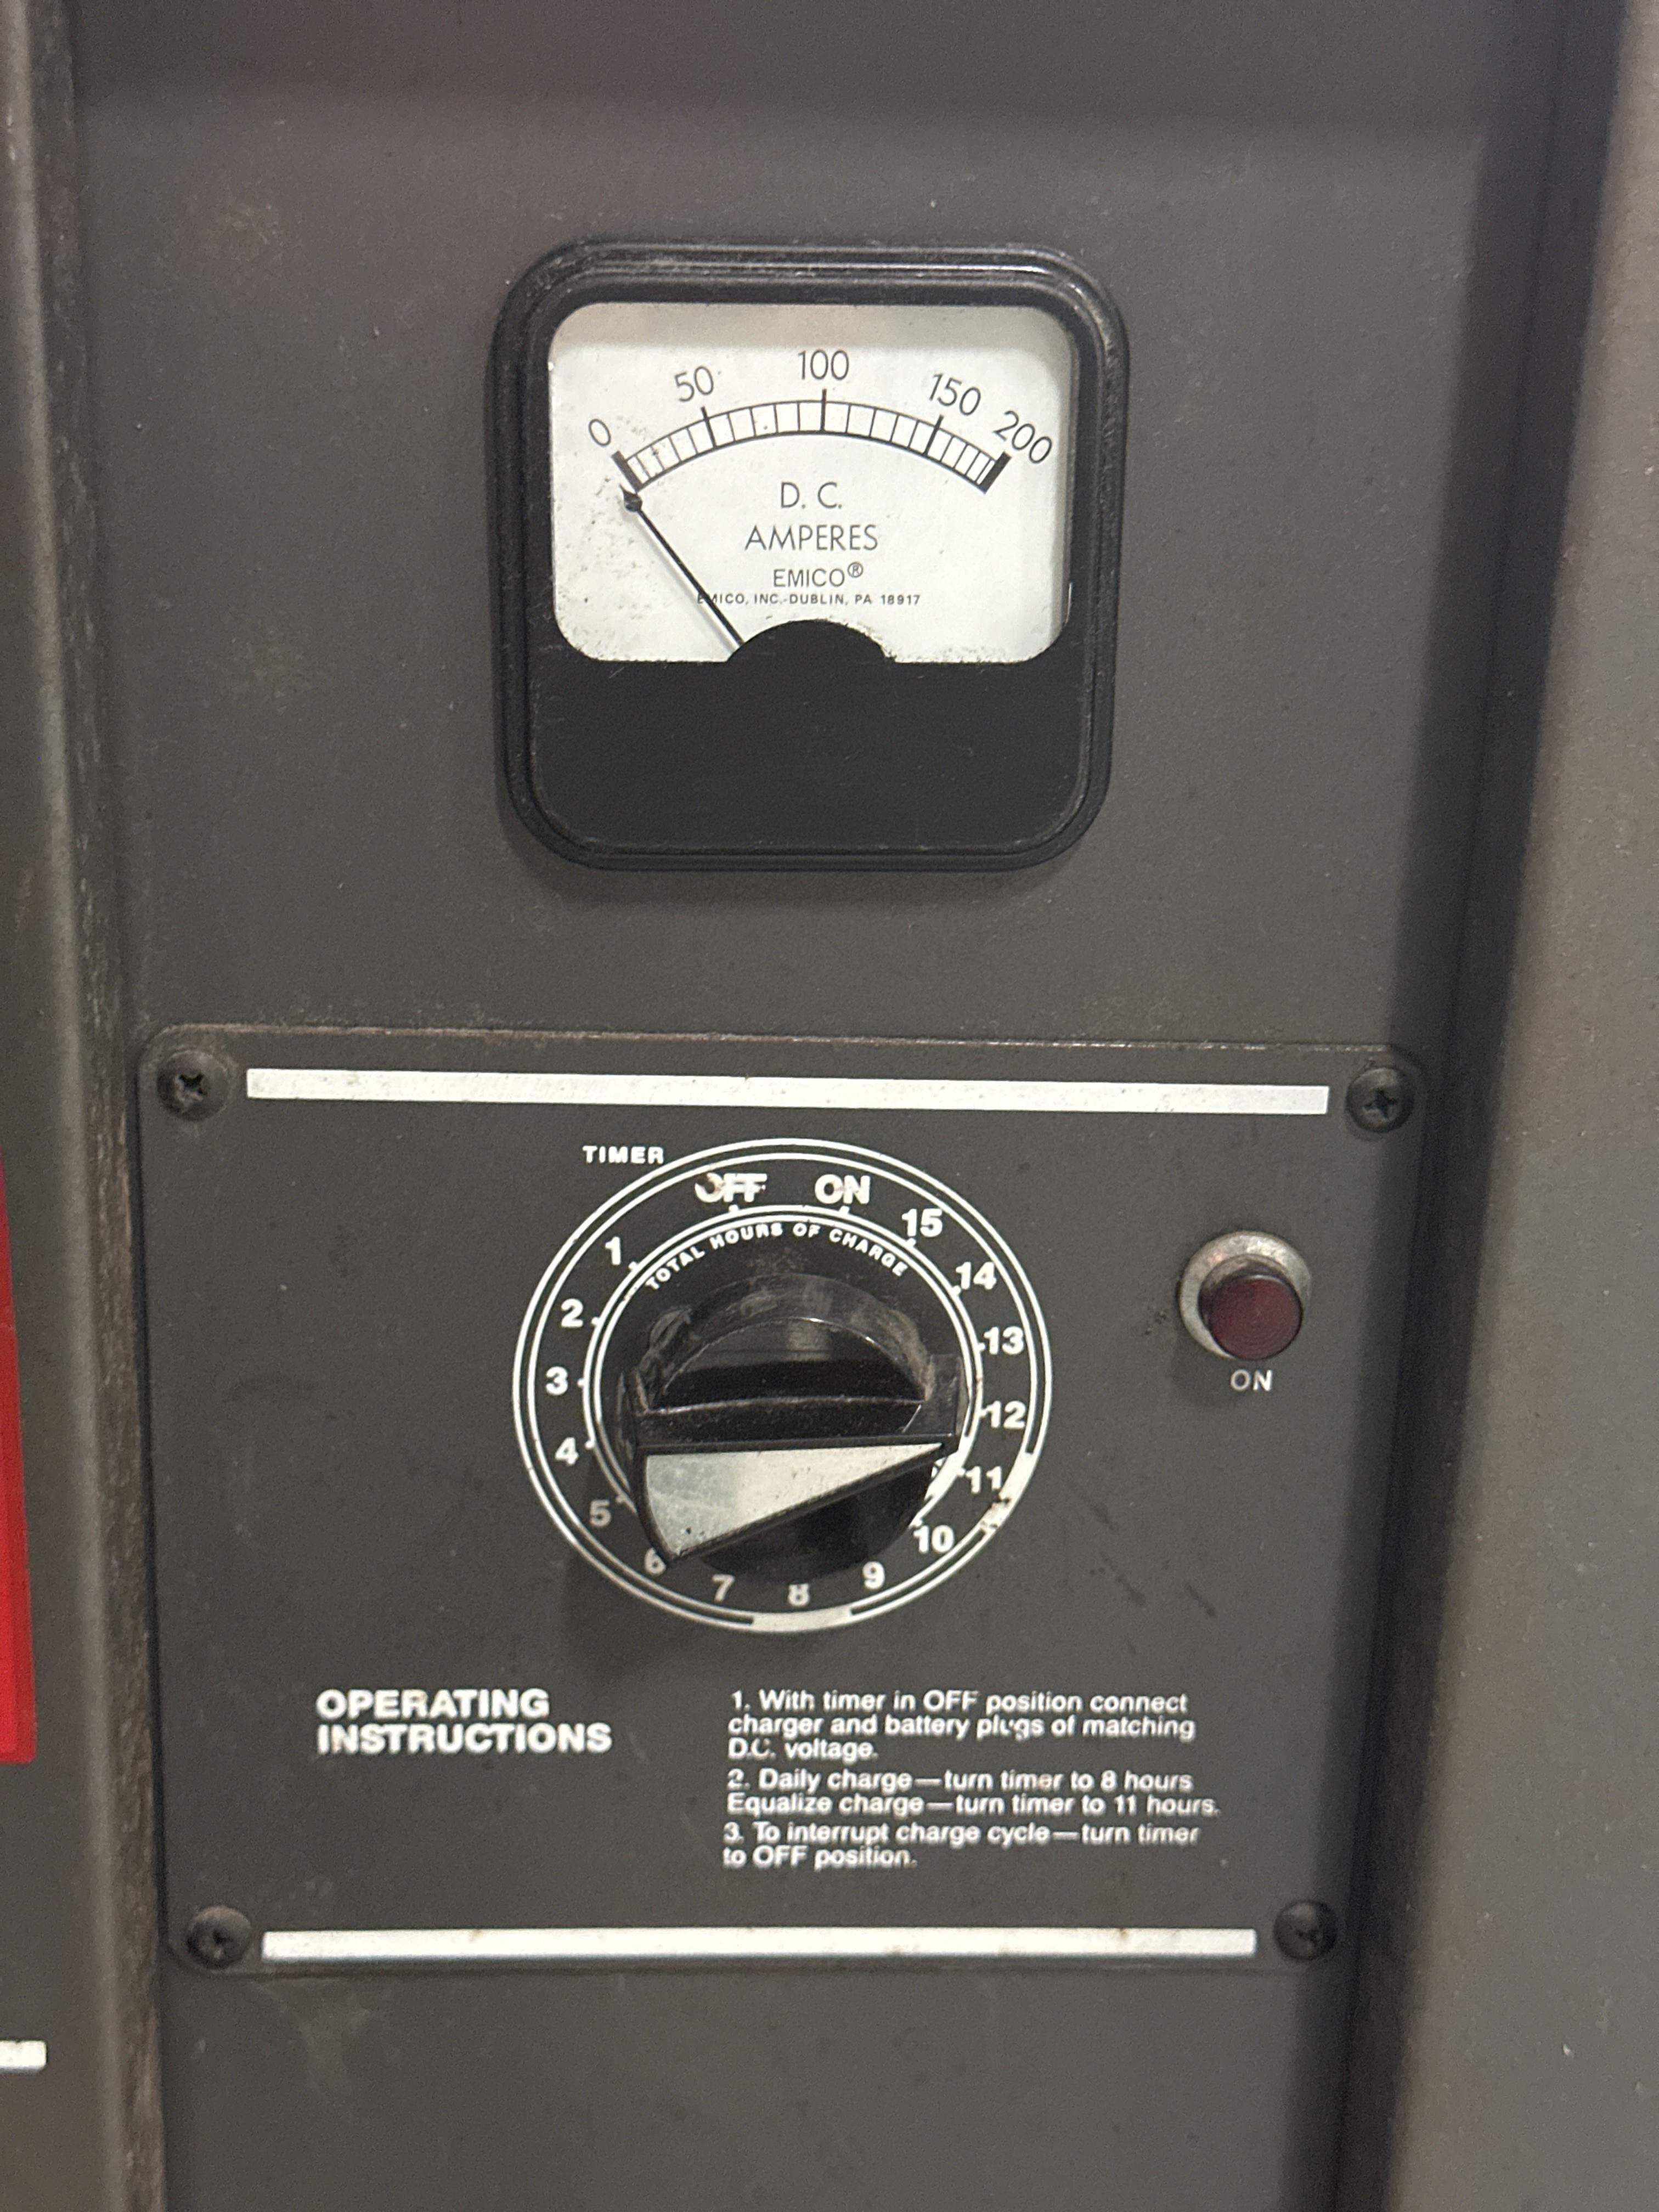 0 50 100 150 200
D. C.
AMPERES
EMICO®
EMICO, INC.-DUBLIN, PA 18917
TIMER
OFF ON
TOTAL HOURS OF CHARGE
1
2
3
4
5
6
7
8
9
10
11
12
13
14
15
ON
OPERATING
INSTRUCTIONS
1. With timer in OFF position connect
charger and battery plugs of matching
D.C. voltage.
2. Daily charge—turn timer to 8 hours
Equalize charge—turn timer to 11 hours.
3. To interrupt charge cycle—turn timer
to OFF position.